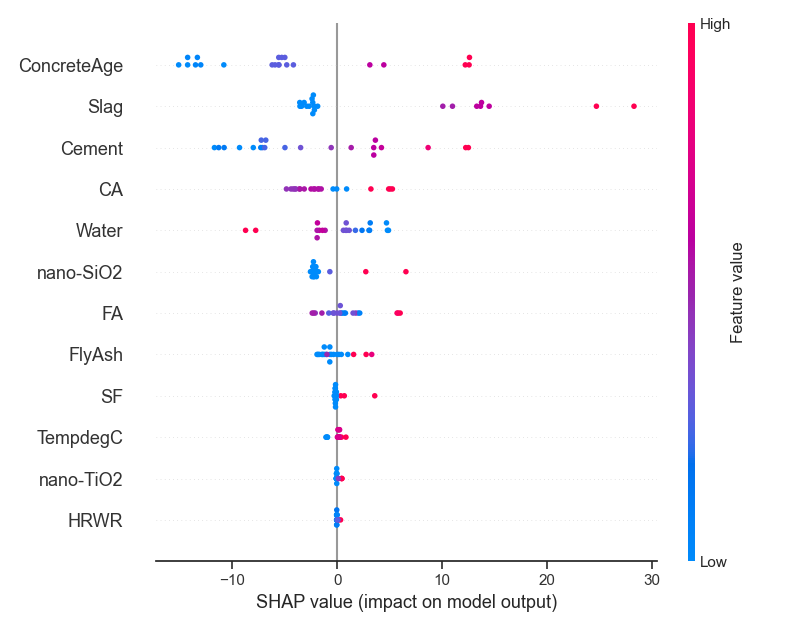 High
ConcreteAge
Slag
Cement
CA
Water
nano-SiO2
FA
FlyAsh
SF
TempdegC
nano-TiO2
HRWR
Feature value
Low
−10 0 10 20 30
SHAP value (impact on model output)